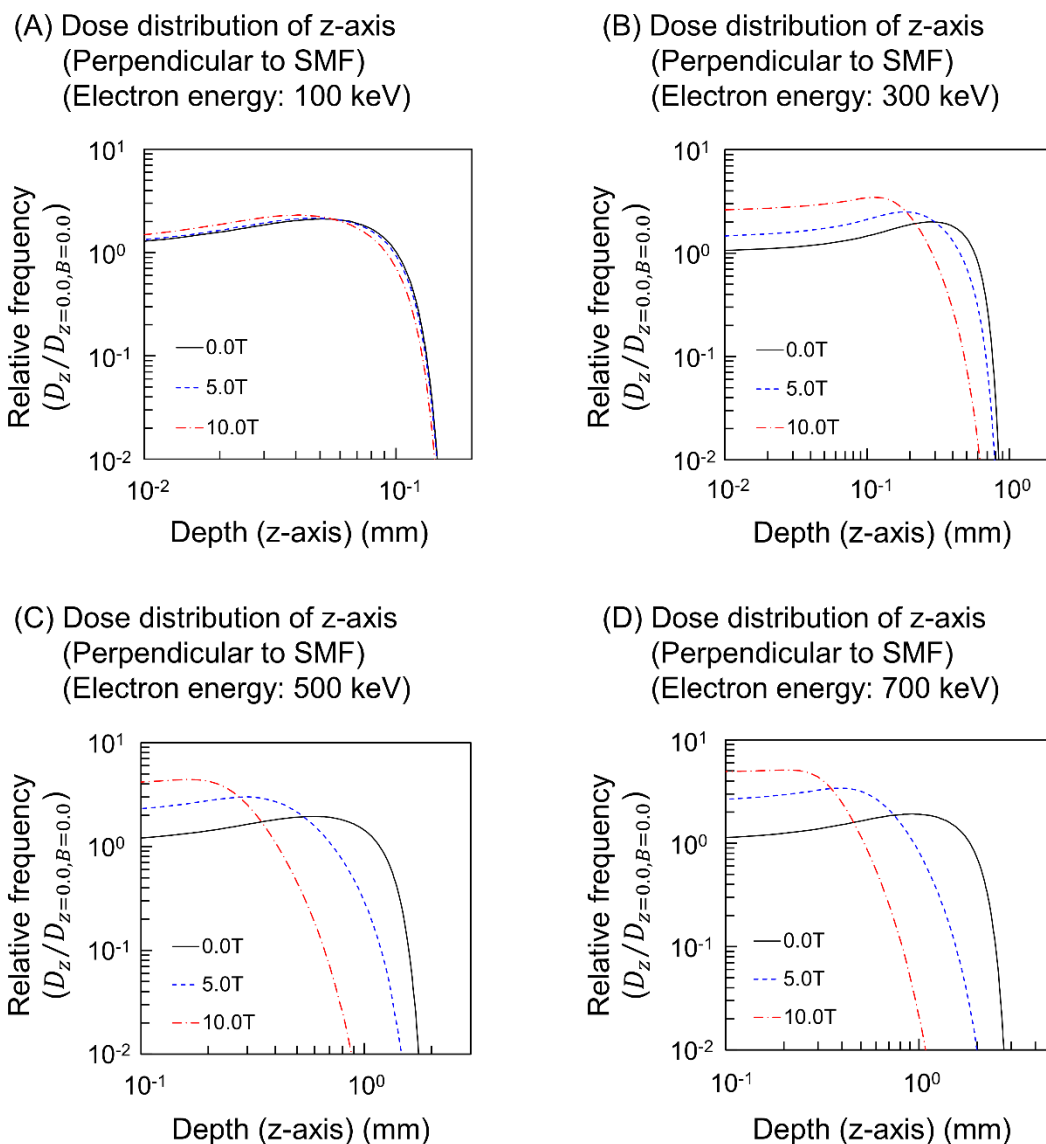 (A) Dose distribution of z-axis
(Perpendicular to SMF)
(Electron energy: 100 keV)
Relative frequency
(D_z/D_{z=0.0,B=0.0})
10^1
10^0
10^-1
10^-2
0.0T
5.0T
10.0T
10^-2
10^-1
Depth (z-axis) (mm)
(B) Dose distribution of z-axis
(Perpendicular to SMF)
(Electron energy: 300 keV)
Relative frequency
(D_z/D_{z=0.0,B=0.0})
10^1
10^0
10^-1
10^-2
0.0T
5.0T
10.0T
10^-2
10^-1
10^0
Depth (z-axis) (mm)
(C) Dose distribution of z-axis
(Perpendicular to SMF)
(Electron energy: 500 keV)
Relative frequency
(D_z/D_{z=0.0,B=0.0})
10^1
10^0
10^-1
10^-2
0.0T
5.0T
10.0T
10^-1
10^0
Depth (z-axis) (mm)
(D) Dose distribution of z-axis
(Perpendicular to SMF)
(Electron energy: 700 keV)
Relative frequency
(D_z/D_{z=0.0,B=0.0})
10^1
10^0
10^-1
10^-2
0.0T
5.0T
10.0T
10^-1
10^0
Depth (z-axis) (mm)